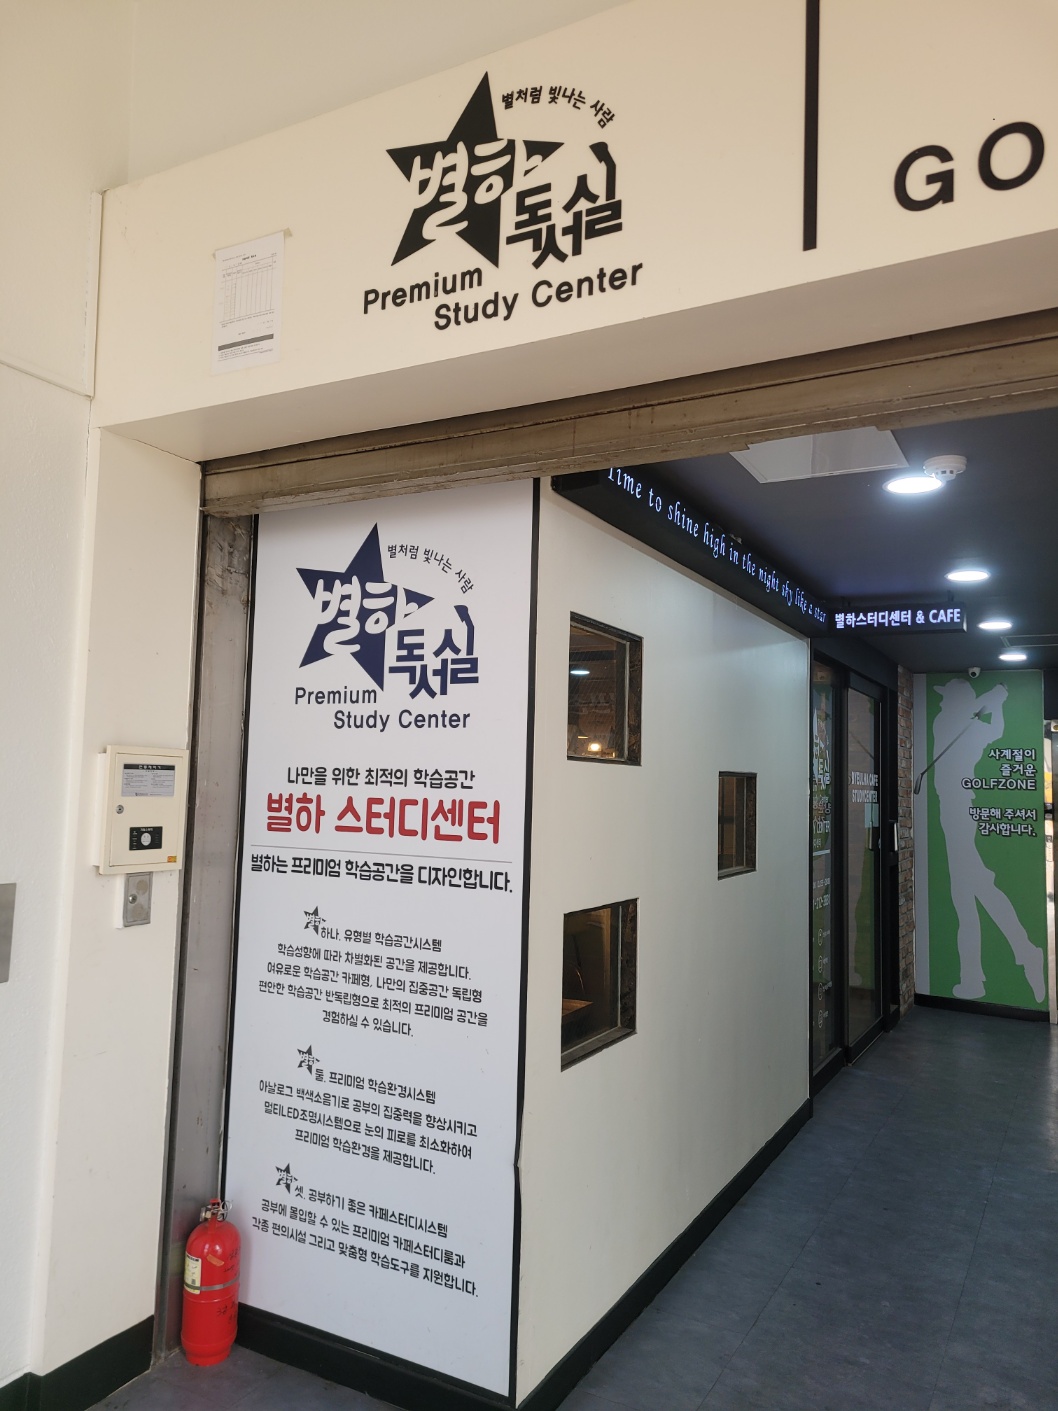 별처럼 빛나는 사람
별하
독서실
Premium
Study Center
GO
Time to shine high in the night sky like a star
별하스터디센터 & CAFE
별처럼 빛나는 사람
별하
독서실
Premium
Study Center
나만을 위한 최적의 학습공간
별하 스터디센터
별하는 프리미엄 학습공간을 디자인합니다.
별하 하나. 유형별 학습공간시스템
학습성향에 따라 차별화된 공간을 제공합니다.
여유로운 학습공간 카페형, 나만의 집중공간 독립형
편안한 학습공간 반독립형으로 최적의 프리미엄 공간을
경험하실 수 있습니다.
별하 둘. 프리미엄 학습환경시스템
아날로그 백색소음기로 공부의 집중력을 향상시키고
멀티LED조명시스템으로 눈의 피로를 최소화하여
프리미엄 학습환경을 제공합니다.
별하 셋. 공부하기 좋은 카페스터디시스템
공부에 몰입할 수 있는 프리미엄 카페스터디룸과
각종 편의시설 그리고 맞춤형 학습도구를 지원합니다.
사계절이
즐거운
GOLFZONE
방문해 주셔서
감사합니다.